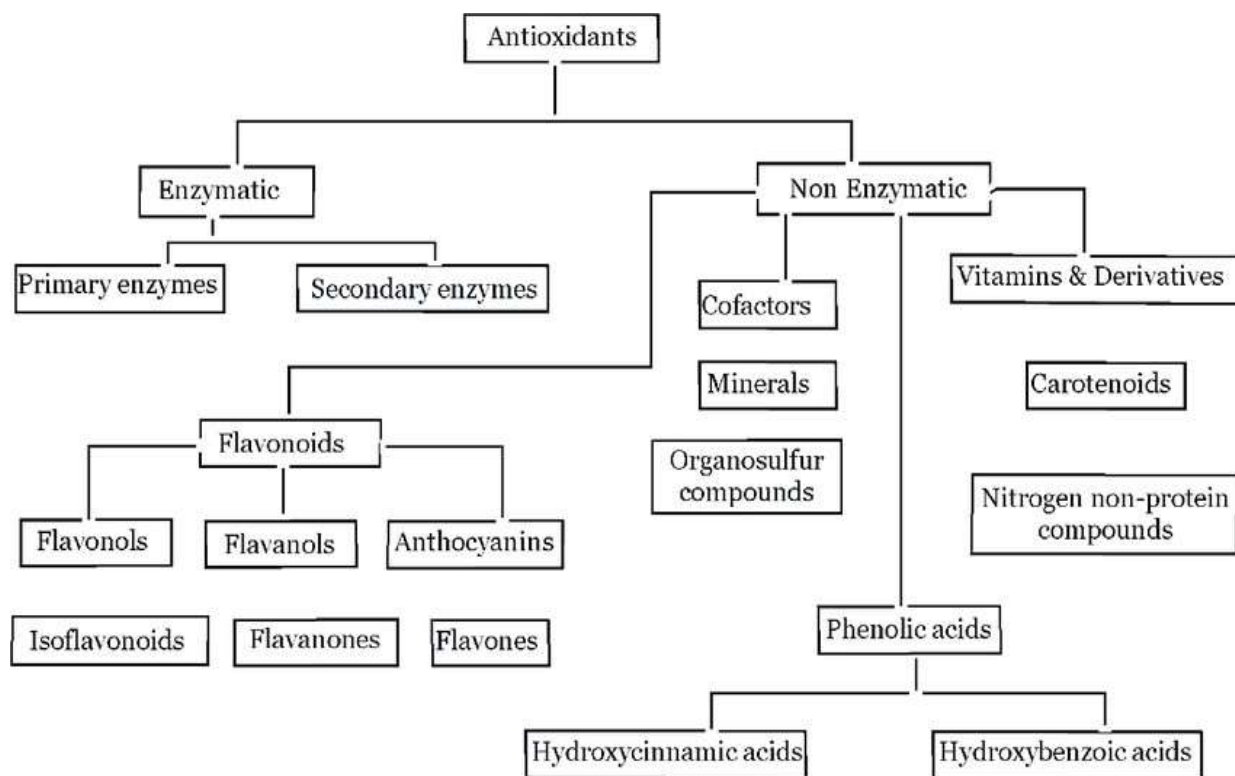 Antioxidants
Enzymatic
Non Enzymatic
Primary enzymes
Secondary enzymes
Cofactors
Vitamins & Derivatives
Minerals
Carotenoids
Flavonoids
Organosulfur
compounds
Nitrogen non-protein
compounds
Flavonols
Flavanols
Anthocyanins
Isoflavonoids
Flavanones
Flavones
Phenolic acids
Hydroxycinnamic acids
Hydroxybenzoic acids